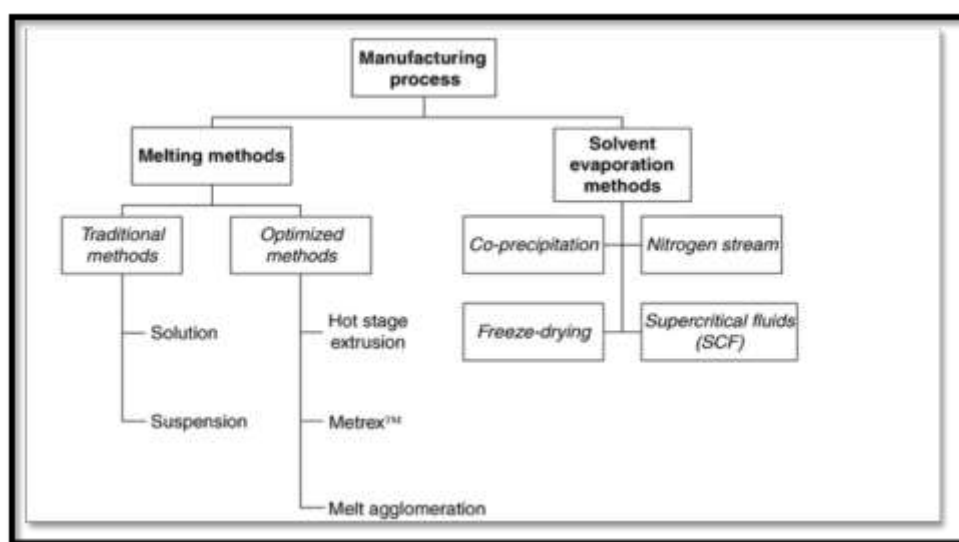 Manufacturing
process
Melting methods
Solvent
evaporation
methods
Traditional
methods
Optimized
methods
Co-precipitation
Nitrogen stream
Solution
Hot stage
extrusion
Freeze-drying
Supercritical fluids
(SCF)
Suspension
Metrex™
Melt agglomeration